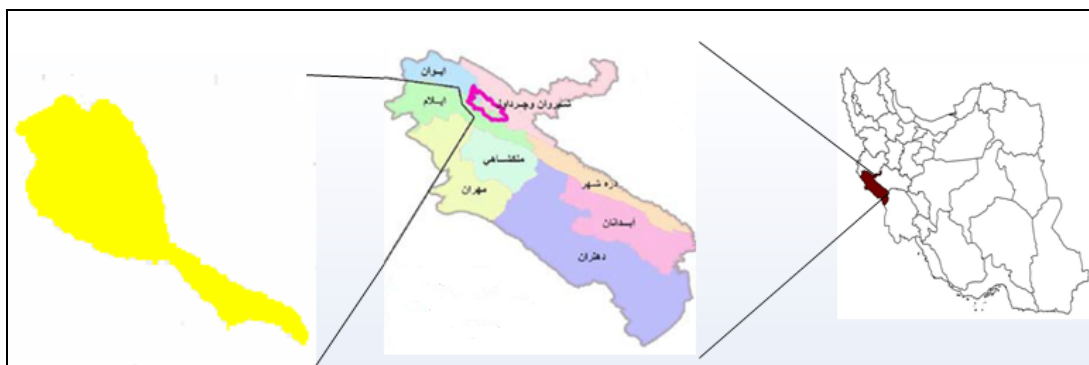 ایوان
ایلام
شیروان وچرداول
ملکشاهی
مهران
دره شهر
آبدانان
دهلران